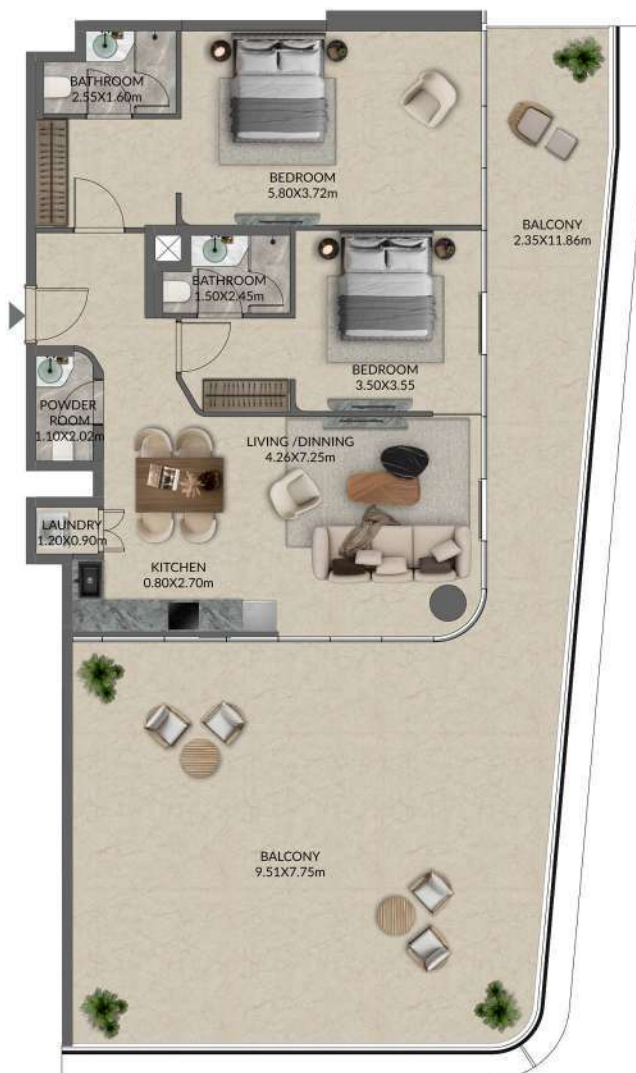 BATHROOM
2.55X1.60m
BEDROOM
5.80X3.72m
BALCONY
2.35X11.86m
BATHROOM
1.50X2.45m
BEDROOM
3.50X3.55
POWDER
ROOM
1.10X2.02m
LIVING /DINNING
4.26X7.25m
LAUNDRY
1.20X0.90m
KITCHEN
0.80X2.70m
BALCONY
9.51X7.75m